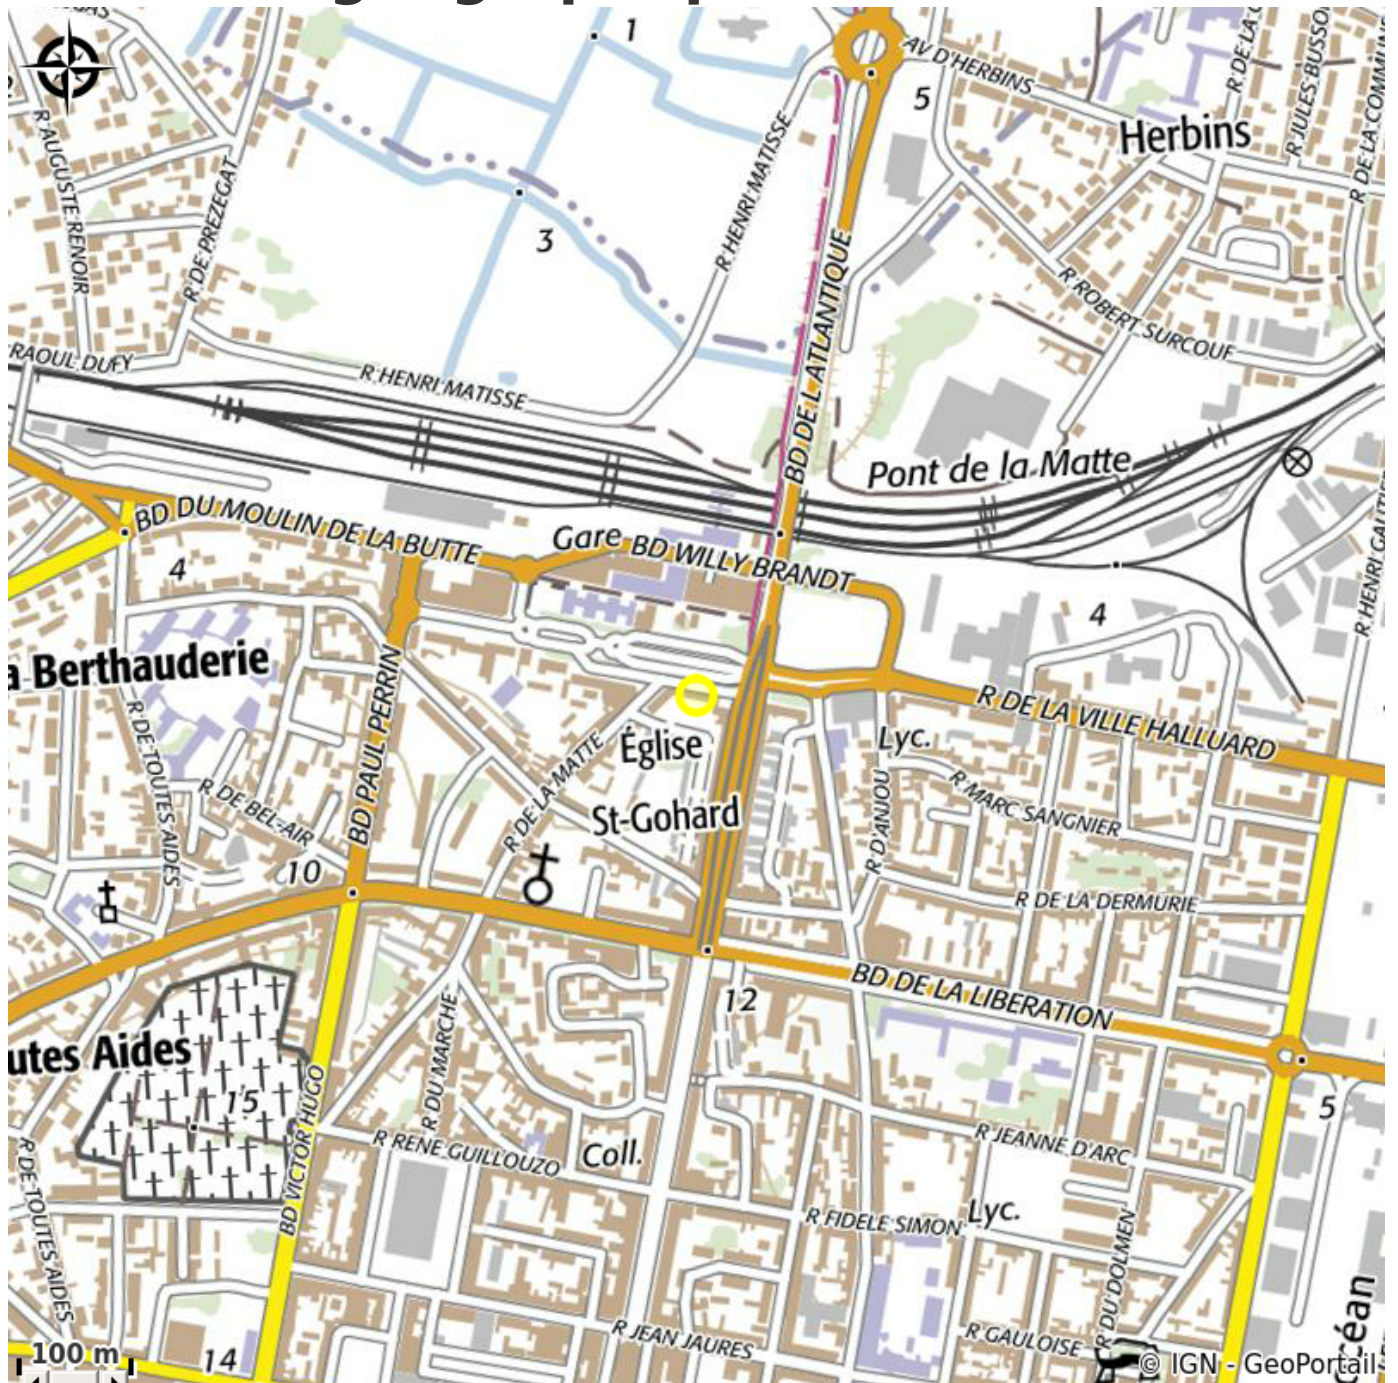 1
AV D'HERBINS
R DE LA C
R JULES BUSSO
R DE LA COMMUNE
5
Herbins
R AUGUSTE RENOIR
R DE PREZEGAT
R HENRI MATISSE
3
BD DE L ATLANTIQUE
R ROBERT SURCOUF
RAOUL DUFY
R HENRI MATISSE
Pont de la Matte
BD DU MOULIN DE LA BUTTE
Gare
BD WILLY BRANDT
4
4
R HENRI GAUTIER
a Berthauderie
R DE LA VILLE HALLUARD
BD PAUL PERRIN
R DE TOUTES AIDES
Église
St-Gohard
R DE LA MATTE
Lyc.
R DE BEL-AIR
R MARC SANGNIER
R D'ANJOU
10
R DE LA DERMURIE
BD DE LA LIBERATION
12
utes Aides
15
R DU MARCHE
BD VICTOR HUGO
5
R RENE GUILLOUZO
Coll.
R JEANNE D'ARC
R DE TOUTES AIDES
R FIDELE SIMON
Lyc.
R DU DOLMEN
R JEAN JAURES
R GAULOISE
céan
14
100 m
© IGN - GeoPortail